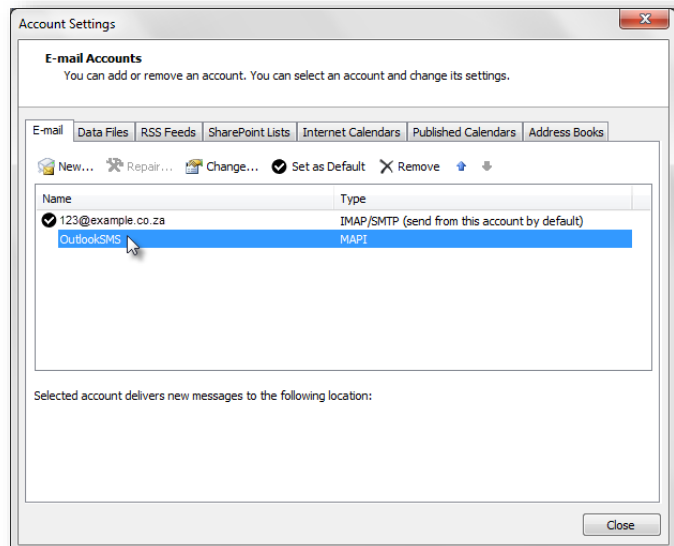 Account Settings
E-mail Accounts
You can add or remove an account. You can select an account and change its settings.
E-mail Data Files RSS Feeds SharePoint Lists Internet Calendars Published Calendars Address Books
New... Repair... Change... Set as Default Remove
Name Type
123@example.co.za IMAP/SMTP (send from this account by default)
OutlookSMS MAPI
Selected account delivers new messages to the following location:
Close